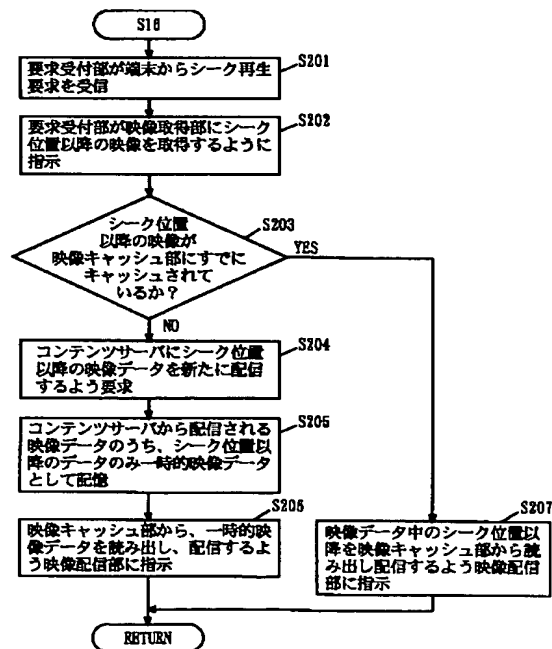 S16
S201
要求受付部が端末からシーク再生
要求を受信
S202
要求受付部が映像取得部にシーク
位置以降の映像を取得するように
指示
S203
シーク位置
以降の映像が
映像キャッシュ部にすでに
キャッシュされて
いるか？
YES
NO
S204
コンテンツサーバにシーク位置
以降の映像データを新たに配信
するよう要求
S205
コンテンツサーバから配信される
映像データのうち、シーク位置以
降のデータのみ一時的映像データ
として記憶
S206
映像キャッシュ部から、一時的映
像データを読み出し、配信するよ
う映像配信部に指示
S207
映像データ中のシーク位置以
降を映像キャッシュ部から読
み出し配信するよう映像配信
部に指示
RETURN